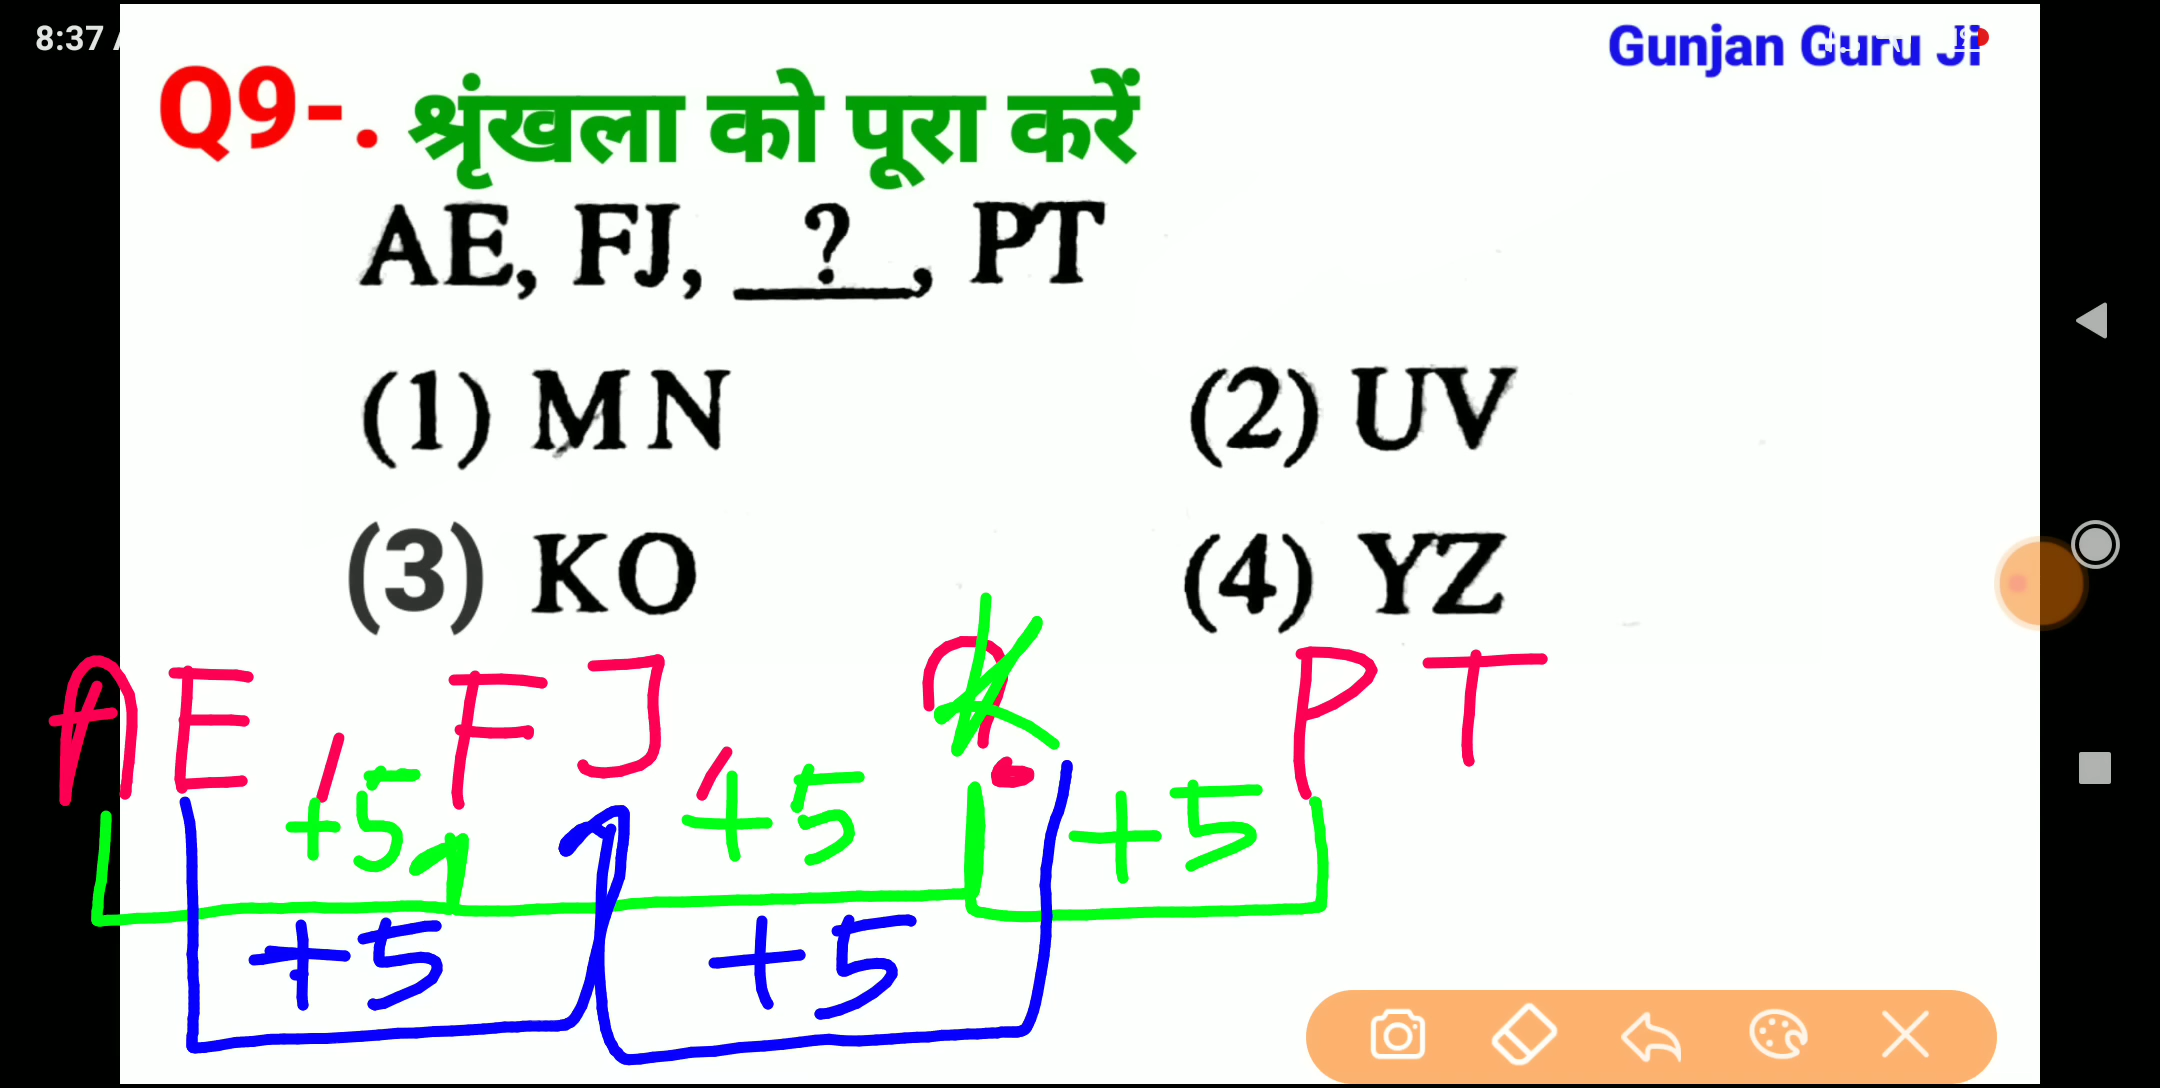 8:37
Gunjan Guru Ji
Q9-. श्रृंखला को पूरा करें
AE, FJ, ?, PT
(1) MN
(2) UV
(3) KO
(4) YZ
AE, FJ, ? K PT
+5 +5 +5
+5 +5